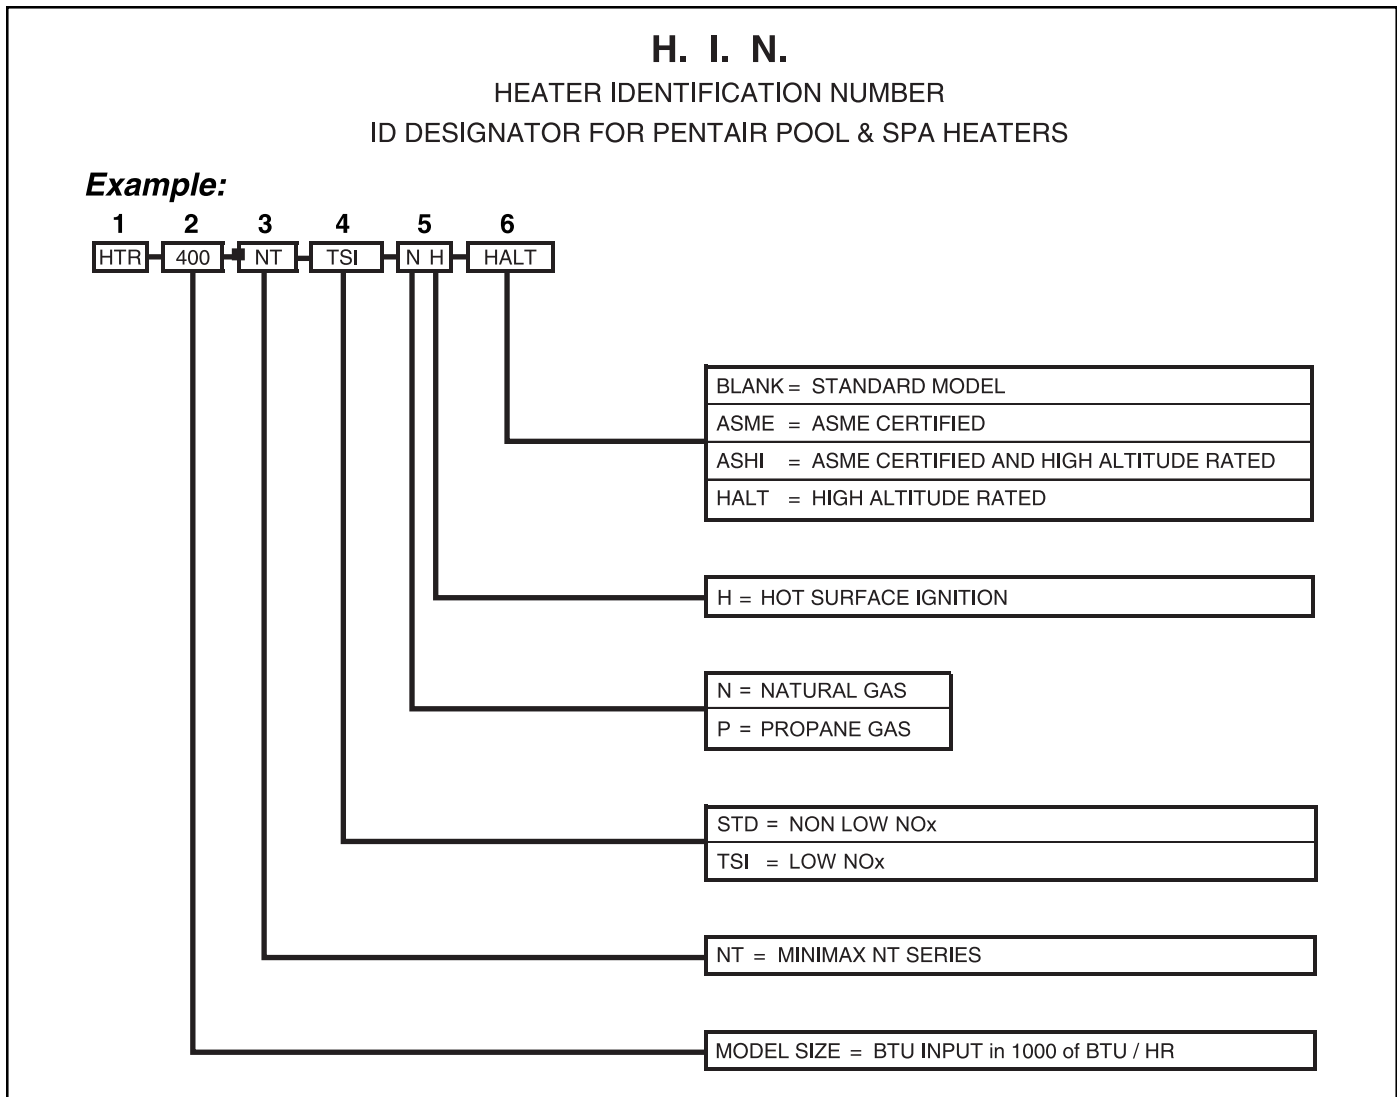 H. I. N.
HEATER IDENTIFICATION NUMBER
ID DESIGNATOR FOR PENTAIR POOL & SPA HEATERS
Example:
1 2 3 4 5 6
HTR 400 NT TSI N H HALT
BLANK = STANDARD MODEL
ASME = ASME CERTIFIED
ASHI = ASME CERTIFIED AND HIGH ALTITUDE RATED
HALT = HIGH ALTITUDE RATED
H = HOT SURFACE IGNITION
N = NATURAL GAS
P = PROPANE GAS
STD = NON LOW NOx
TSI = LOW NOx
NT = MINIMAX NT SERIES
MODEL SIZE = BTU INPUT in 1000 of BTU / HR